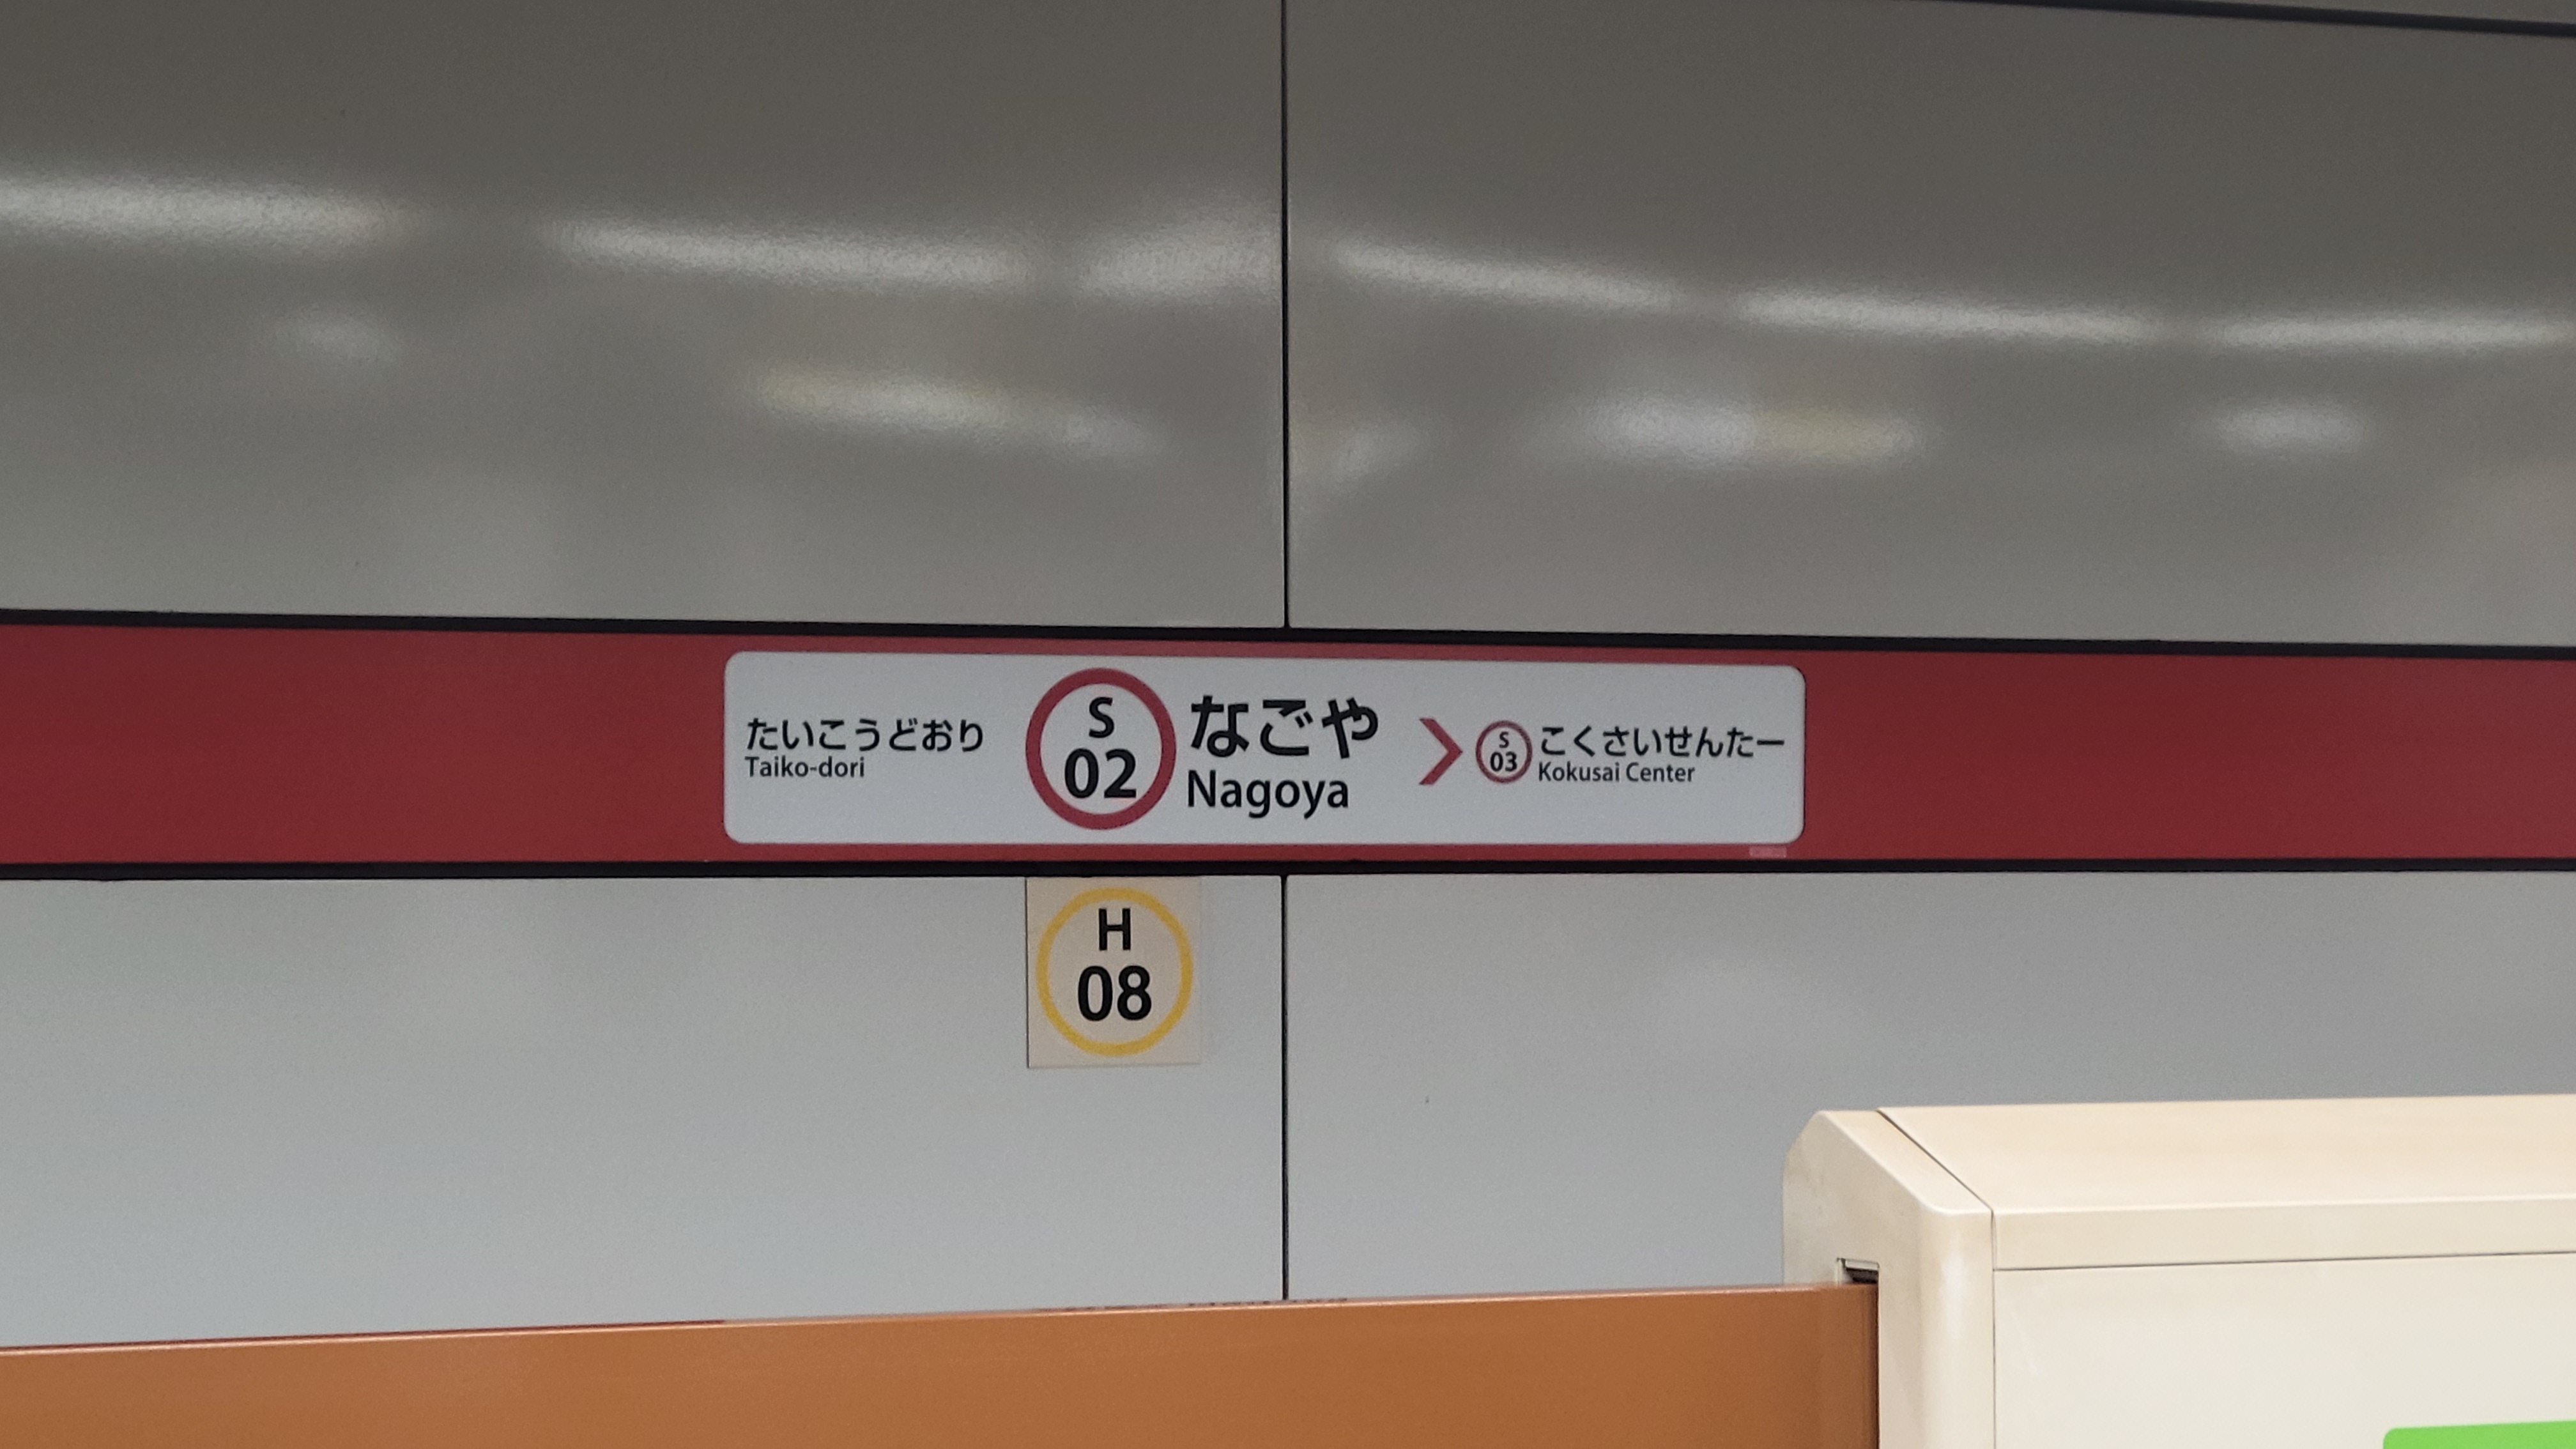 たいこうどおり
Taiko-dori
S
02
なごや
Nagoya
S
03
こくさいせんたー
Kokusai Center
H
08